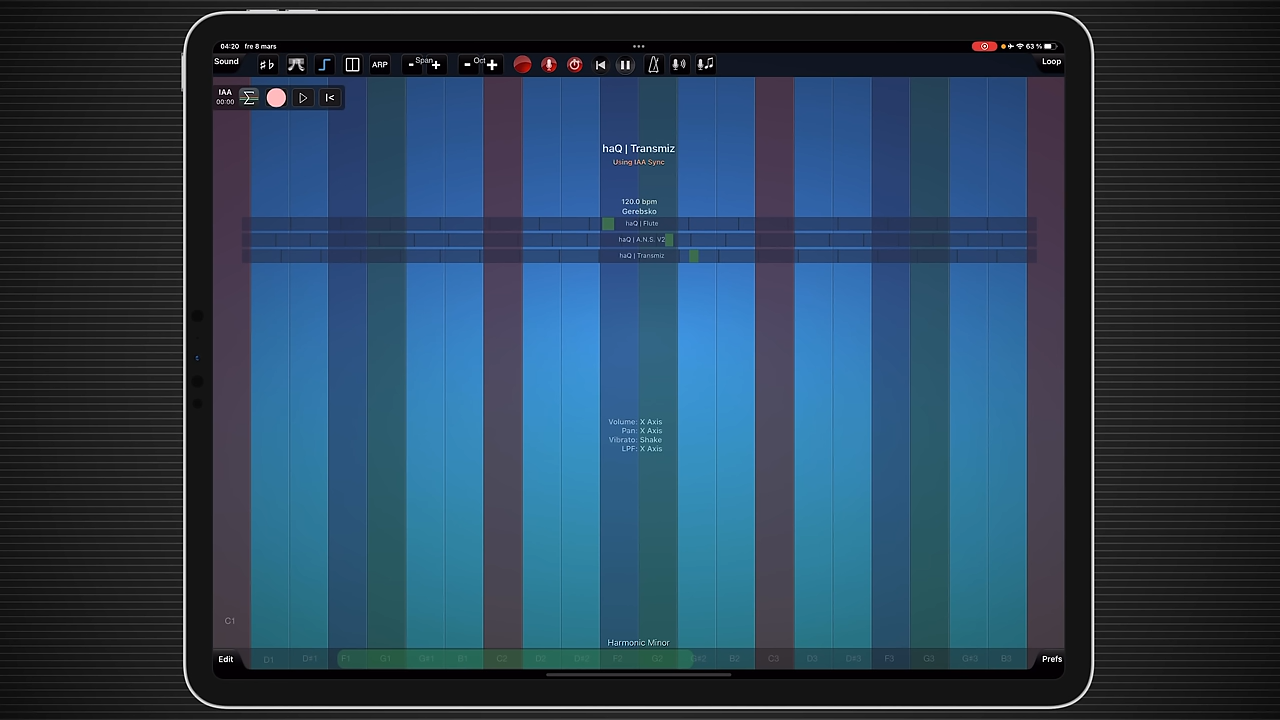 04:20 fre 8 mars
63 %
Sound
ARP
- Span +
- Oct +
Loop
IAA
00:00
haQ | Transmiz
Using IAA Sync
120.0 bpm
Gerebsko
haQ | Flute
haQ | A.N.S. V2
haQ | Transmiz
Volume: X Axis
Pan: X Axis
Vibrato: Shake
LPF: X Axis
C1
Harmonic Minor
Edit
D1 D#1 F1 G1 G#1 B1 C2 D2 D#2 F2 G2 G#2 B2 C3 D3 D#3 F3 G3 G#3 B3
Prefs